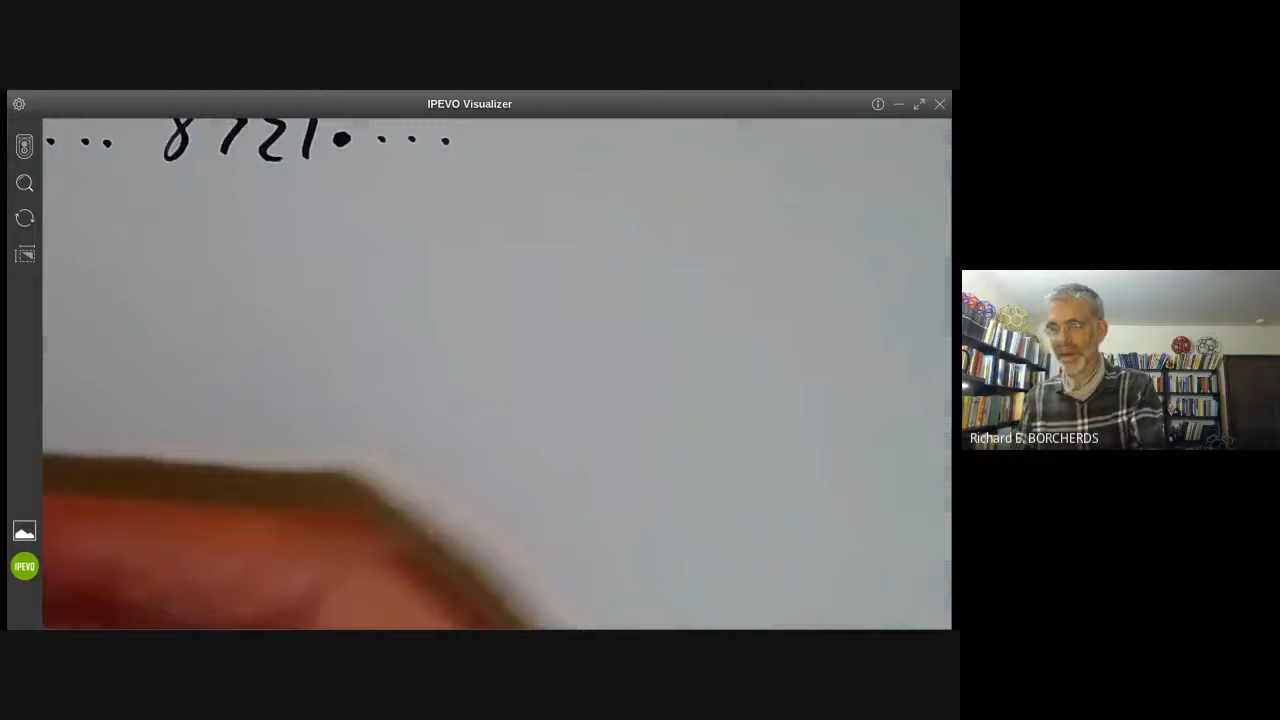 IPEVO Visualizer
... 8721. ...
IPEVO
Richard E. BORCHERDS